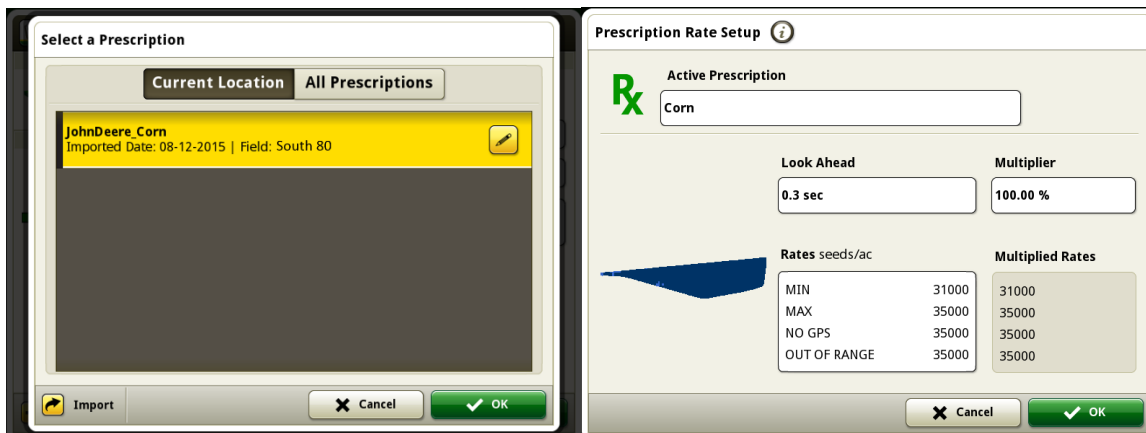 Select a Prescription
Current Location All Prescriptions
JohnDeere_Corn
Imported Date: 08-12-2015 | Field: South 80
Import
Cancel
OK
Prescription Rate Setup i
Rx
Active Prescription
Corn
Look Ahead Multiplier
0.3 sec 100.00 %
Rates seeds/ac Multiplied Rates
MIN 31000 31000
MAX 35000 35000
NO GPS 35000 35000
OUT OF RANGE 35000 35000
Cancel
OK